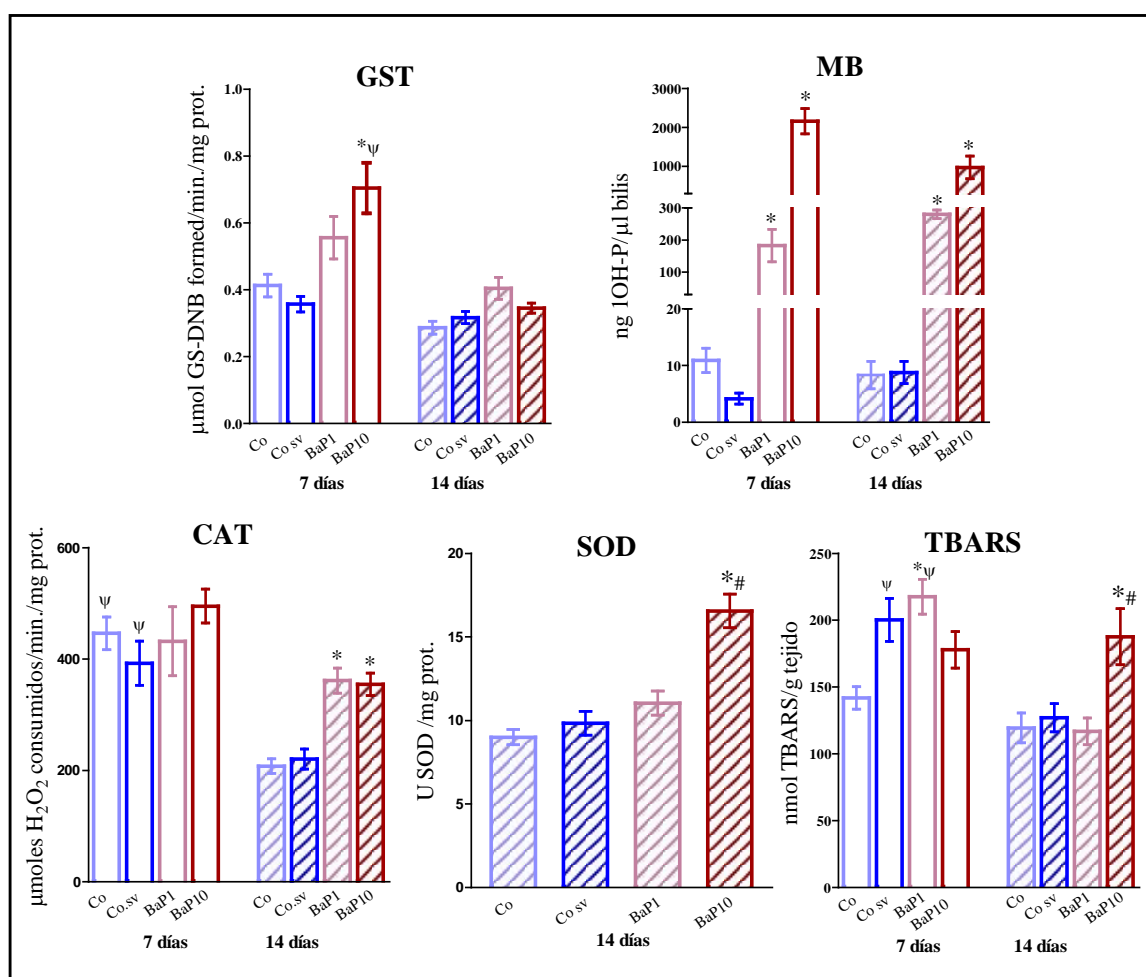 GST
μmol GS-DNB formed/min./mg prot.
1.0
0.8
0.6
0.4
0.2
0.0
*ψ
Co
Co sv
BaP1
BaP10
Co
Co sv
BaP1
BaP10
7 días
14 días
MB
ng 1OH-P/μl bilis
3000
2000
1000
300
200
100
20
10
0
*
*
*
*
Co
Co sv
BaP1
BaP10
Co
Co sv
BaP1
BaP10
7 días
14 días
CAT
μmoles H₂O₂ consumidos/min./mg prot.
600
400
200
0
ψ
ψ
*
*
Co
Co.sv
BaP1
BaP10
Co
Co sv
BaP1
BaP10
7 días
14 días
SOD
U SOD /mg prot.
20
15
10
5
0
*#
Co
Co sv
BaP1
BaP10
14 días
TBARS
nmol TBARS/g tejido
250
200
150
100
50
0
ψ
*ψ
*#
Co
Co sv
BaP1
BaP10
Co
Co sv
BaP1
BaP10
7 días
14 días